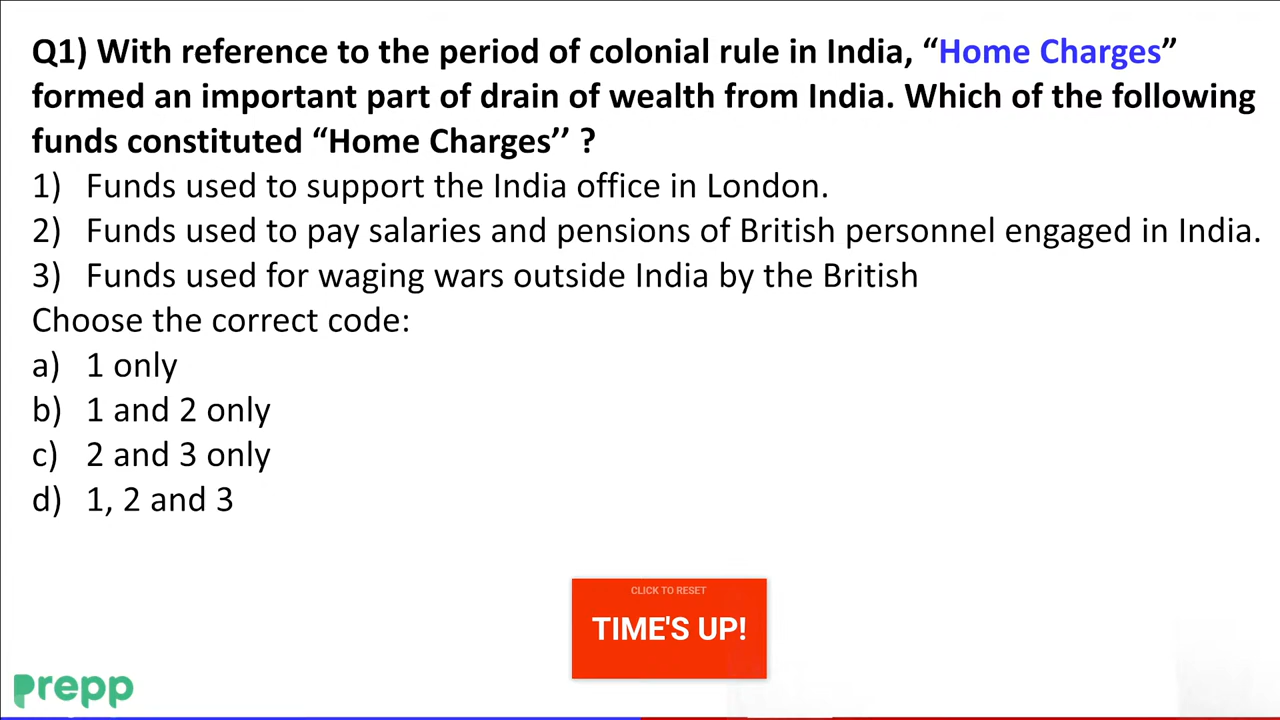 Q1) With reference to the period of colonial rule in India, “Home Charges”
formed an important part of drain of wealth from India. Which of the following
funds constituted “Home Charges’’ ?
1) Funds used to support the India office in London.
2) Funds used to pay salaries and pensions of British personnel engaged in India.
3) Funds used for waging wars outside India by the British
Choose the correct code:
a) 1 only
b) 1 and 2 only
c) 2 and 3 only
d) 1, 2 and 3
CLICK TO RESET
TIME'S UP!
prepp